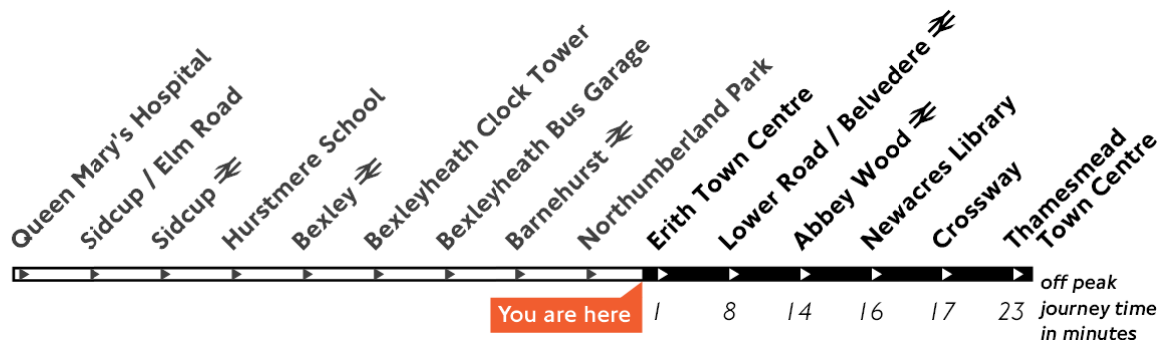 Queen Mary's Hospital
Sidcup / Elm Road
Sidcup
Hurstmere School
Bexley
Bexleyheath Clock Tower
Bexleyheath Bus Garage
Barnehurst
Northumberland Park
Erith Town Centre
Lower Road / Belvedere
Abbey Wood
Newacres Library
Crossway
Thamesmead
Town Centre
You are here
1 8 14 16 17 23
off peak
journey time
in minutes